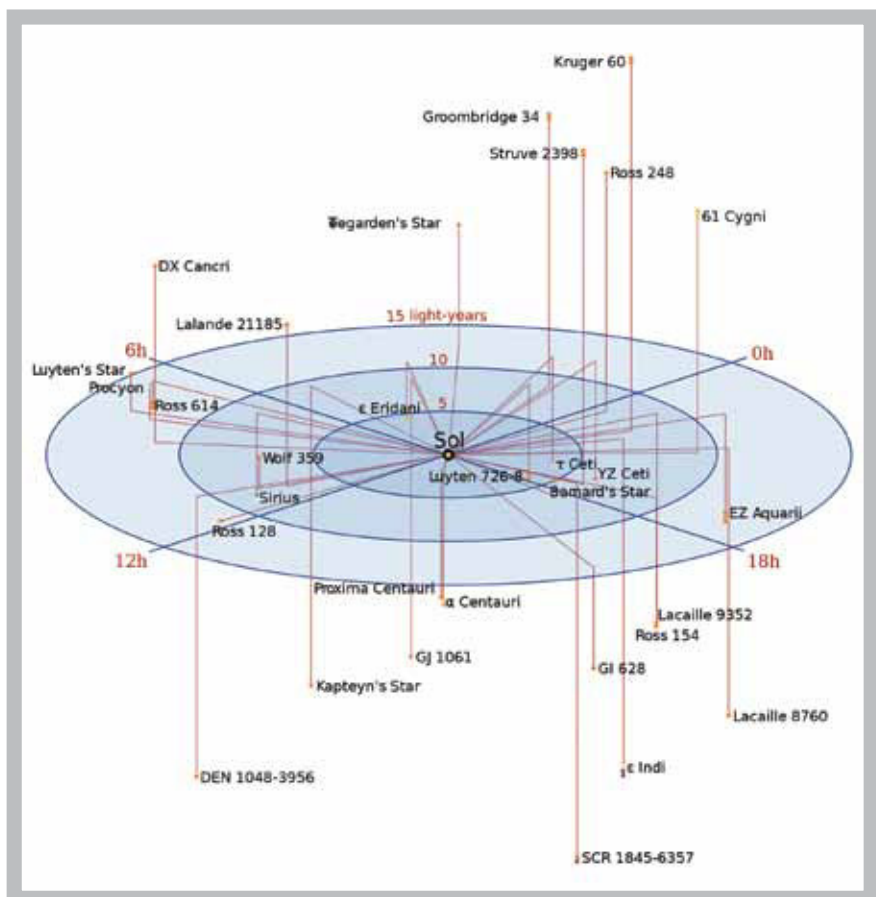 Kruger 60
Groombridge 34
Struve 2398
Ross 248
61 Cygni
Tegarden's Star
DX Cancri
15 light-years
Lalande 21185
6h
0h
10
Luyten's Star
Procyon
5
Ross 614
ε Eridani
Sol
Wolf 359
τ Ceti
Luyten 726-8
YZ Ceti
Barnard's Star
Sirius
EZ Aquarii
Ross 128
12h
18h
Proxima Centauri
α Centauri
Lacaille 9352
Ross 154
GJ 1061
Gl 628
Kapteyn's Star
Lacaille 8760
ε Indi
DEN 1048-3956
SCR 1845-6357